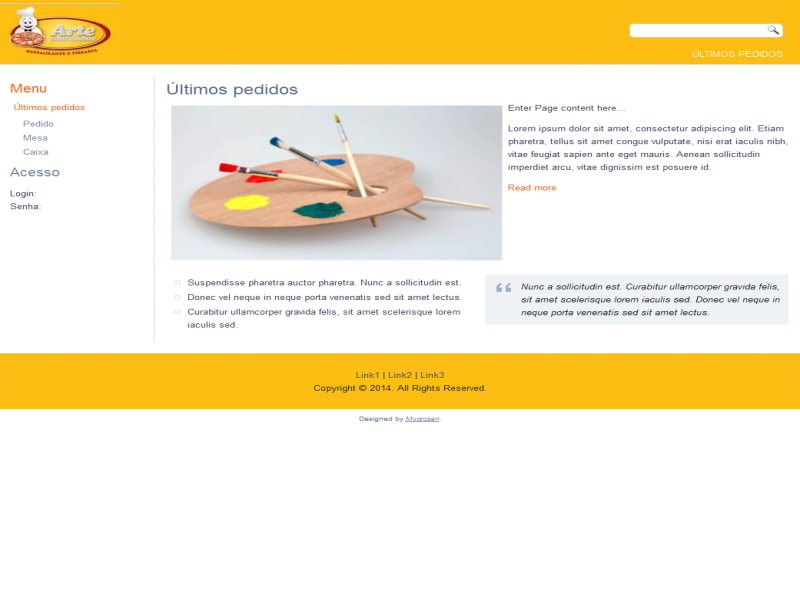 Arte
RESTAURANTE E PIZZARIA
ÚLTIMOS PEDIDOS
Menu
Últimos pedidos
Pedido
Mesa
Caixa
Acesso
Login:
Senha:
Últimos pedidos
Enter Page content here...
Lorem ipsum dolor sit amet, consectetur adipiscing elit. Etiam
pharetra, tellus sit amet congue vulputate, nisi erat iaculis nibh,
vitae feugiat sapien ante eget mauris. Aenean sollicitudin
imperdiet arcu, vitae dignissim est posuere id.
Read more
Suspendisse pharetra auctor pharetra. Nunc a sollicitudin est.
Donec vel neque in neque porta venenatis sed sit amet lectus.
Curabitur ullamcorper gravida felis, sit amet scelerisque lorem
iaculis sed.
Nunc a sollicitudin est. Curabitur ullamcorper gravida felis,
sit amet scelerisque lorem iaculis sed. Donec vel neque in
neque porta venenatis sed sit amet lectus.
Link1 | Link2 | Link3
Copyright © 2014. All Rights Reserved.
Designed by Mycrosan.